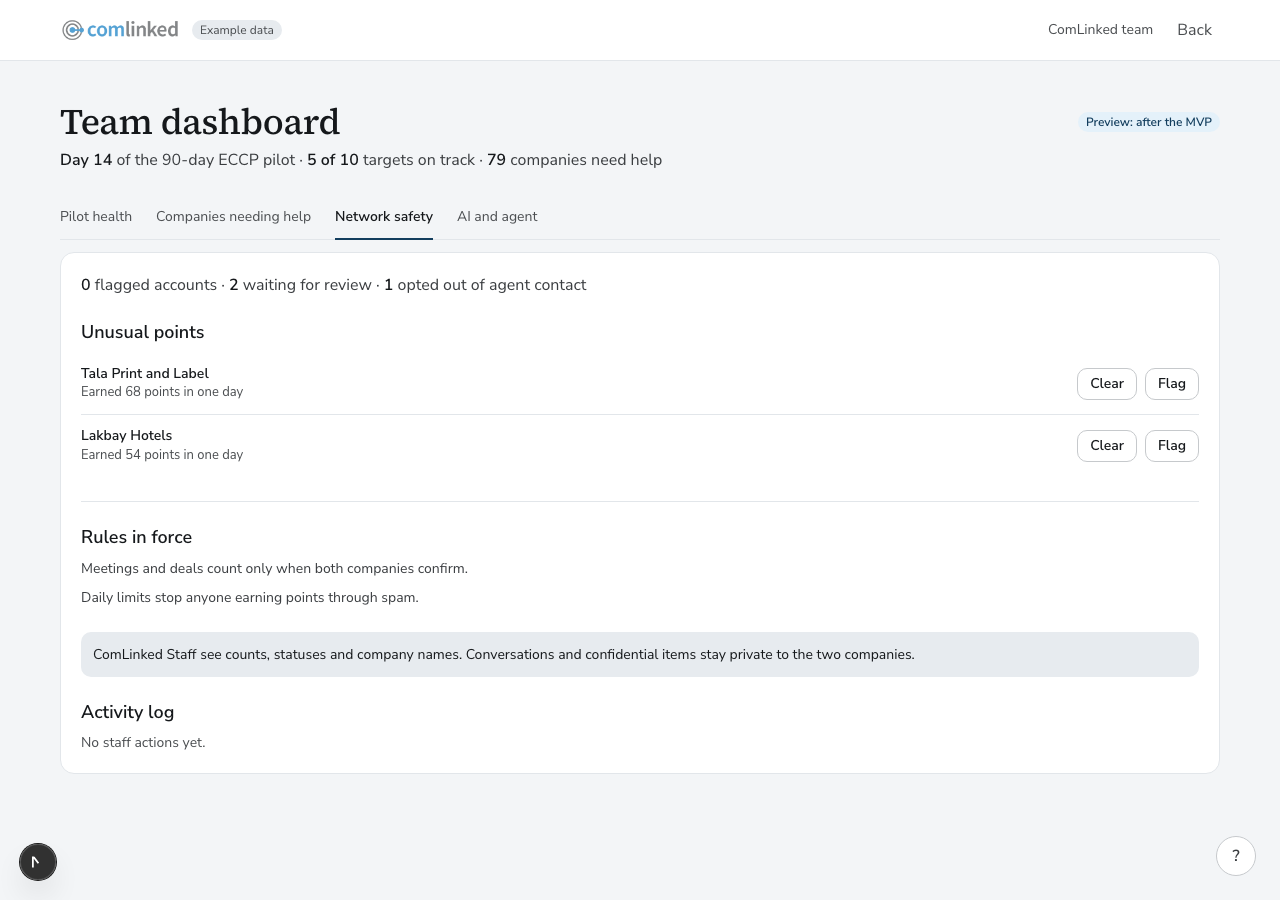 comlinked Example data ComLinked team Back
Team dashboard Preview: after the MVP
Day 14 of the 90-day ECCP pilot · 5 of 10 targets on track · 79 companies need help
Pilot health Companies needing help Network safety AI and agent
0 flagged accounts · 2 waiting for review · 1 opted out of agent contact
Unusual points
Tala Print and Label
Earned 68 points in one day
Clear Flag
Lakbay Hotels
Earned 54 points in one day
Clear Flag
Rules in force
Meetings and deals count only when both companies confirm.
Daily limits stop anyone earning points through spam.
ComLinked Staff see counts, statuses and company names. Conversations and confidential items stay private to the two companies.
Activity log
No staff actions yet.
?